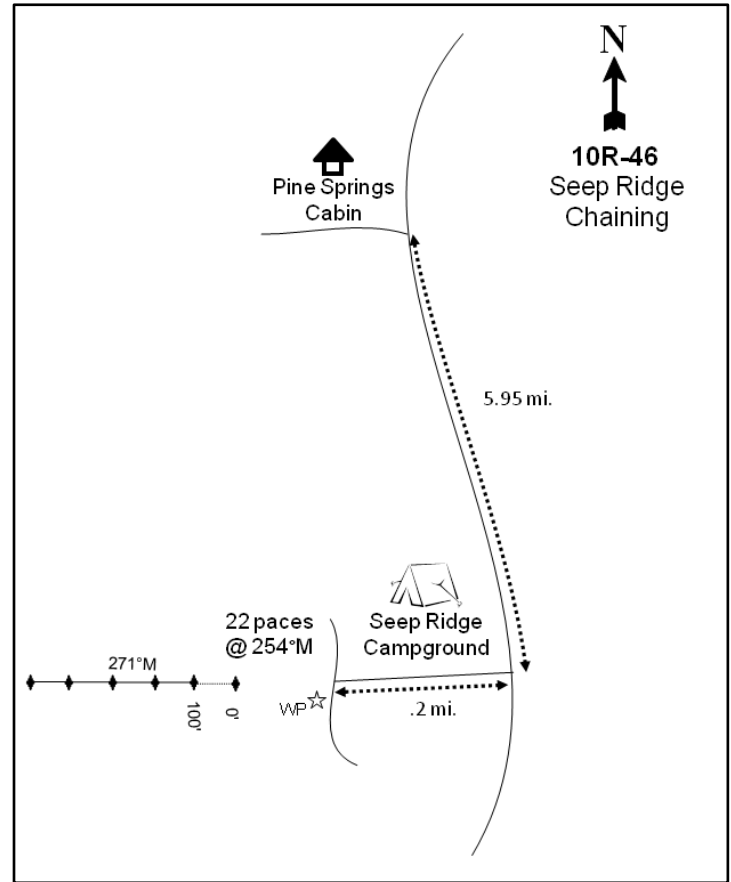 N
10R-46
Seep Ridge
Chaining
Pine Springs
Cabin
5.95 mi.
22 paces
@ 254°M
Seep Ridge
Campground
271°M
WP
.2 mi.
100'
0'